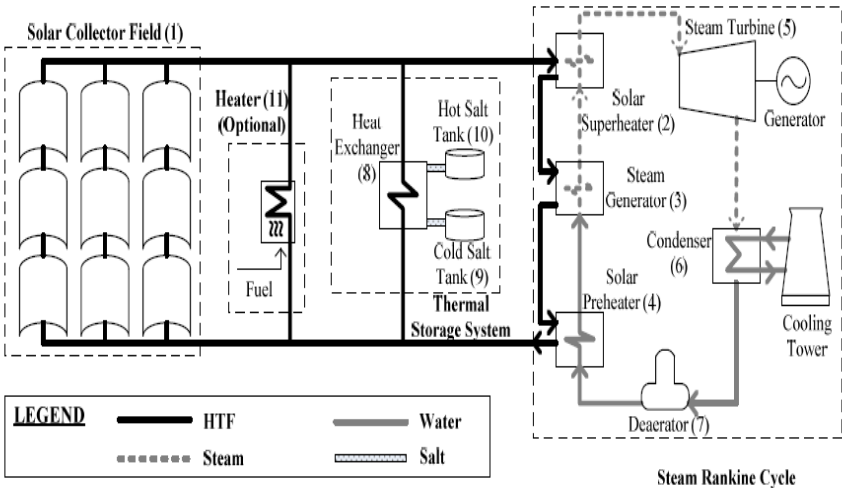 Solar Collector Field (1)
Heater (11)
(Optional)
Fuel
Heat
Exchanger
(8)
Hot Salt
Tank (10)
Cold Salt
Tank (9)
Thermal
Storage System
Steam Turbine (5)
Generator
Solar
Superheater (2)
Steam
Generator (3)
Condenser
(6)
Solar
Preheater (4)
Cooling
Tower
Deaerator (7)
LEGEND
HTF
Water
Steam
Salt
Steam Rankine Cycle